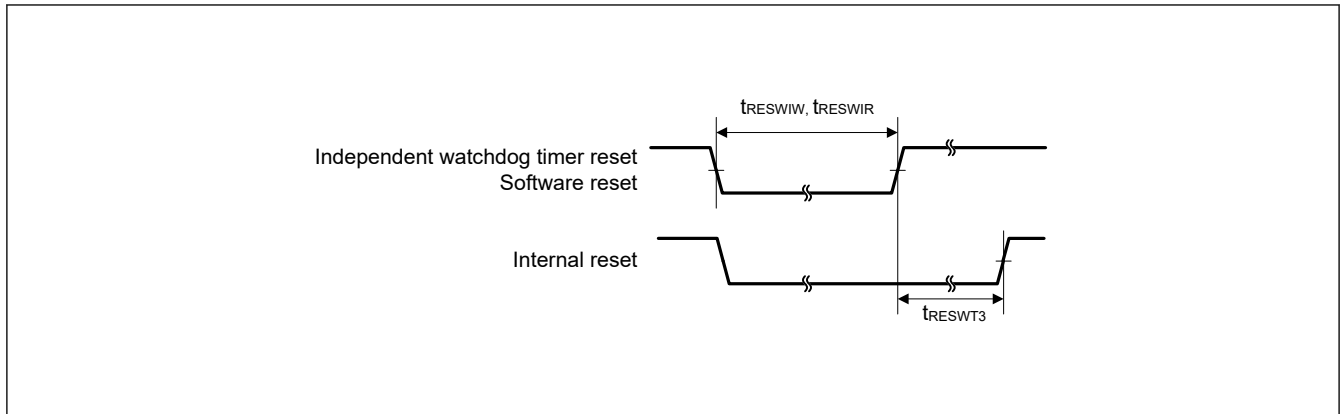 tRESWIW, tRESWIR
Independent watchdog timer reset
Software reset
Internal reset
tRESWT3